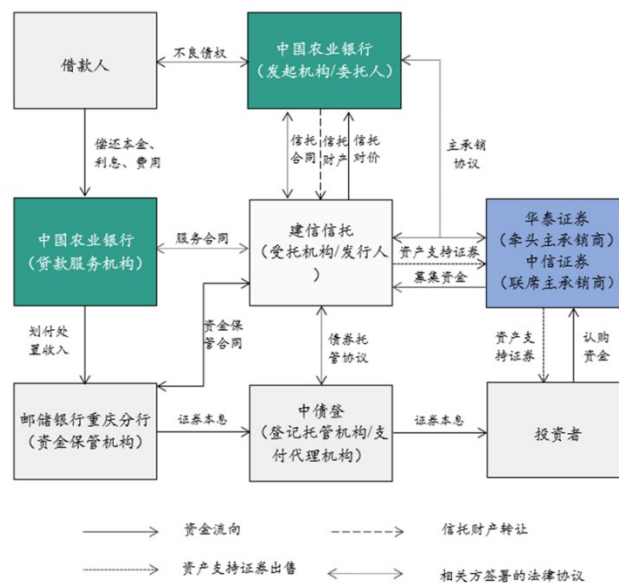 借款人
不良债权
中国农业银行
（发起机构/委托人）
偿还本金、
利息、费用
信托
合同
信托
财产
信托
对价
主承销
协议
中国农业银行
（贷款服务机构）
服务合同
建信信托
（受托机构/发行人
）
资产支持证券
募集资金
华泰证券
（牵头主承销商）
中信证券
（联席主承销商）
划付处
置收入
资金保
管合同
债券托
管协议
资产支
持证券
认购
资金
邮储银行重庆分行
（资金保管机构）
证券本息
中债登
（登记托管机构/支
付代理机构）
证券本息
投资者
资金流向
信托财产转让
资产支持证券出售
相关方签署的法律协议